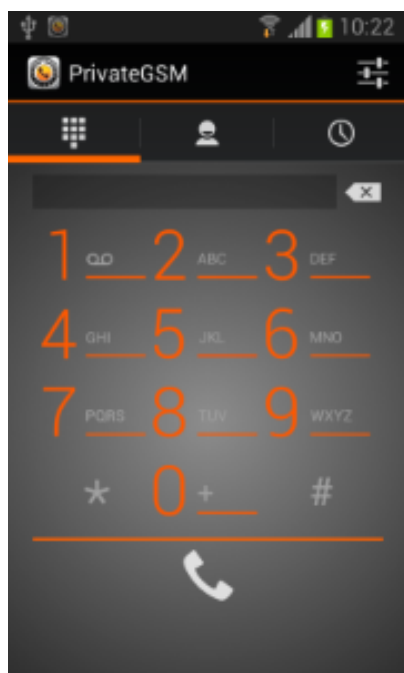 10:22
PrivateGSM
1 2 ABC 3 DEF
4 GHI 5 JKL 6 MNO
7 PQRS 8 TUV 9 WXYZ
* 0 + #